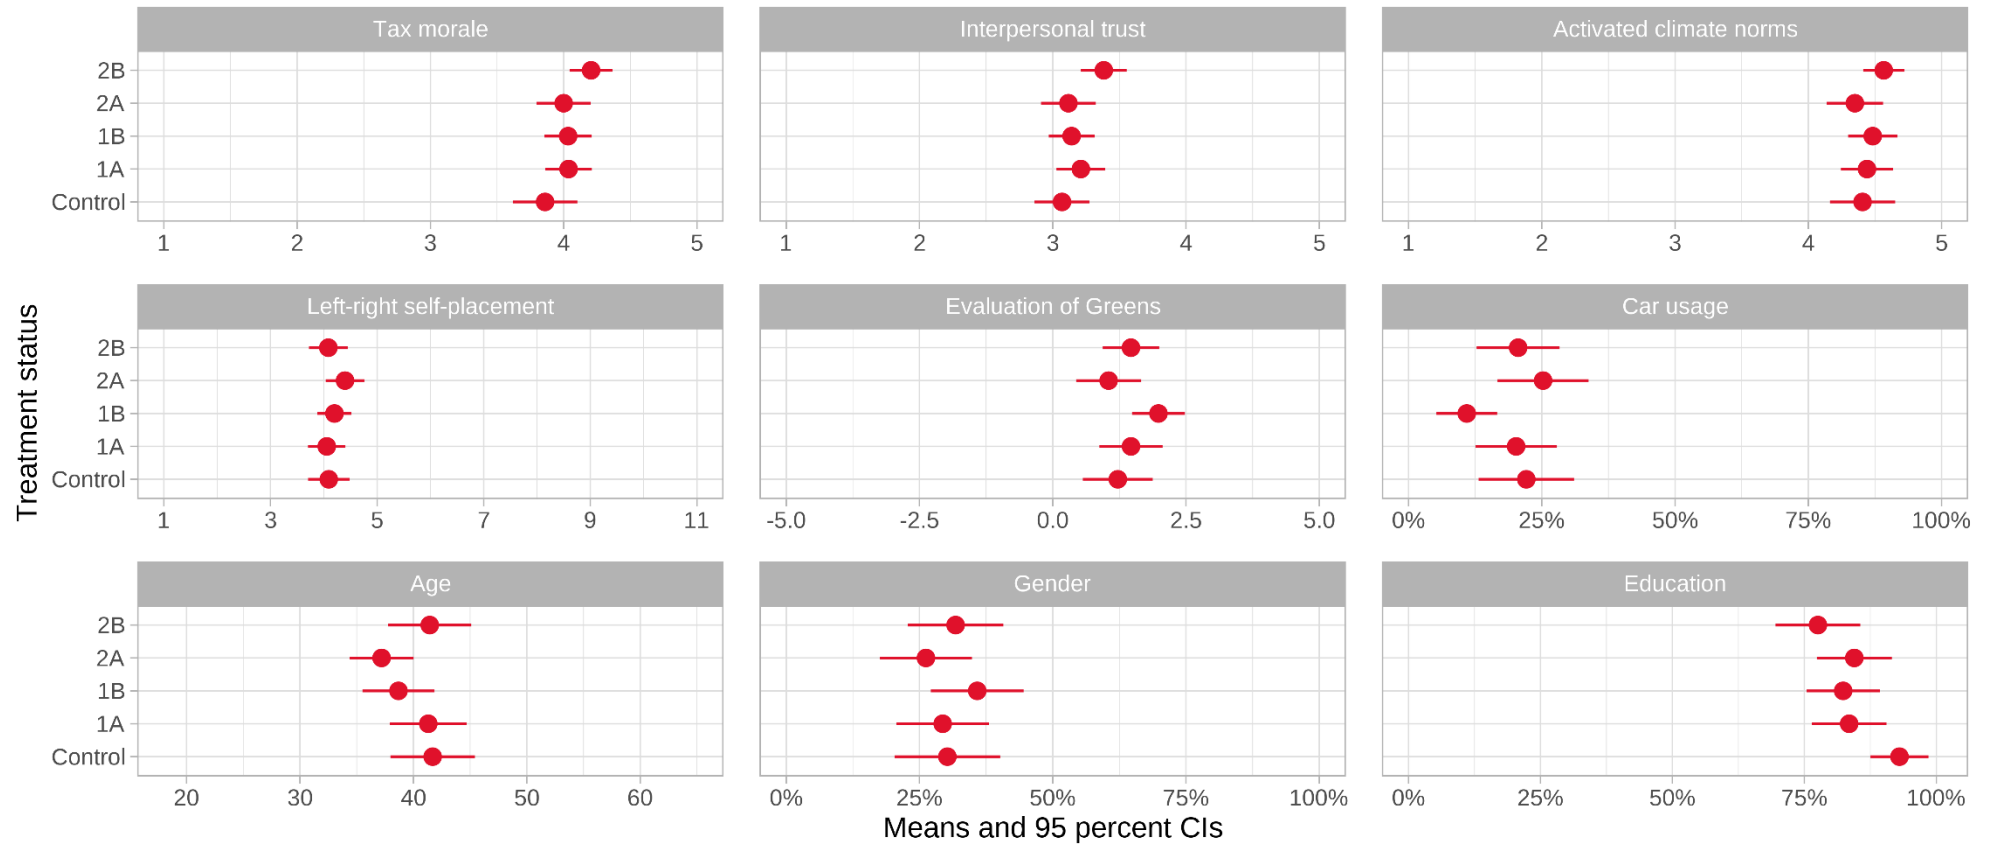 Tax morale Interpersonal trust Activated climate norms
2B
2A
1B
1A
Control
1 2 3 4 5 1 2 3 4 5 1 2 3 4 5
Left-right self-placement Evaluation of Greens Car usage
2B
2A
1B
1A
Control
1 3 5 7 9 11 -5.0 -2.5 0.0 2.5 5.0 0% 25% 50% 75% 100%
Age Gender Education
2B
2A
1B
1A
Control
20 30 40 50 60 0% 25% 50% 75% 100% 0% 25% 50% 75% 100%
Treatment status
Means and 95 percent CIs